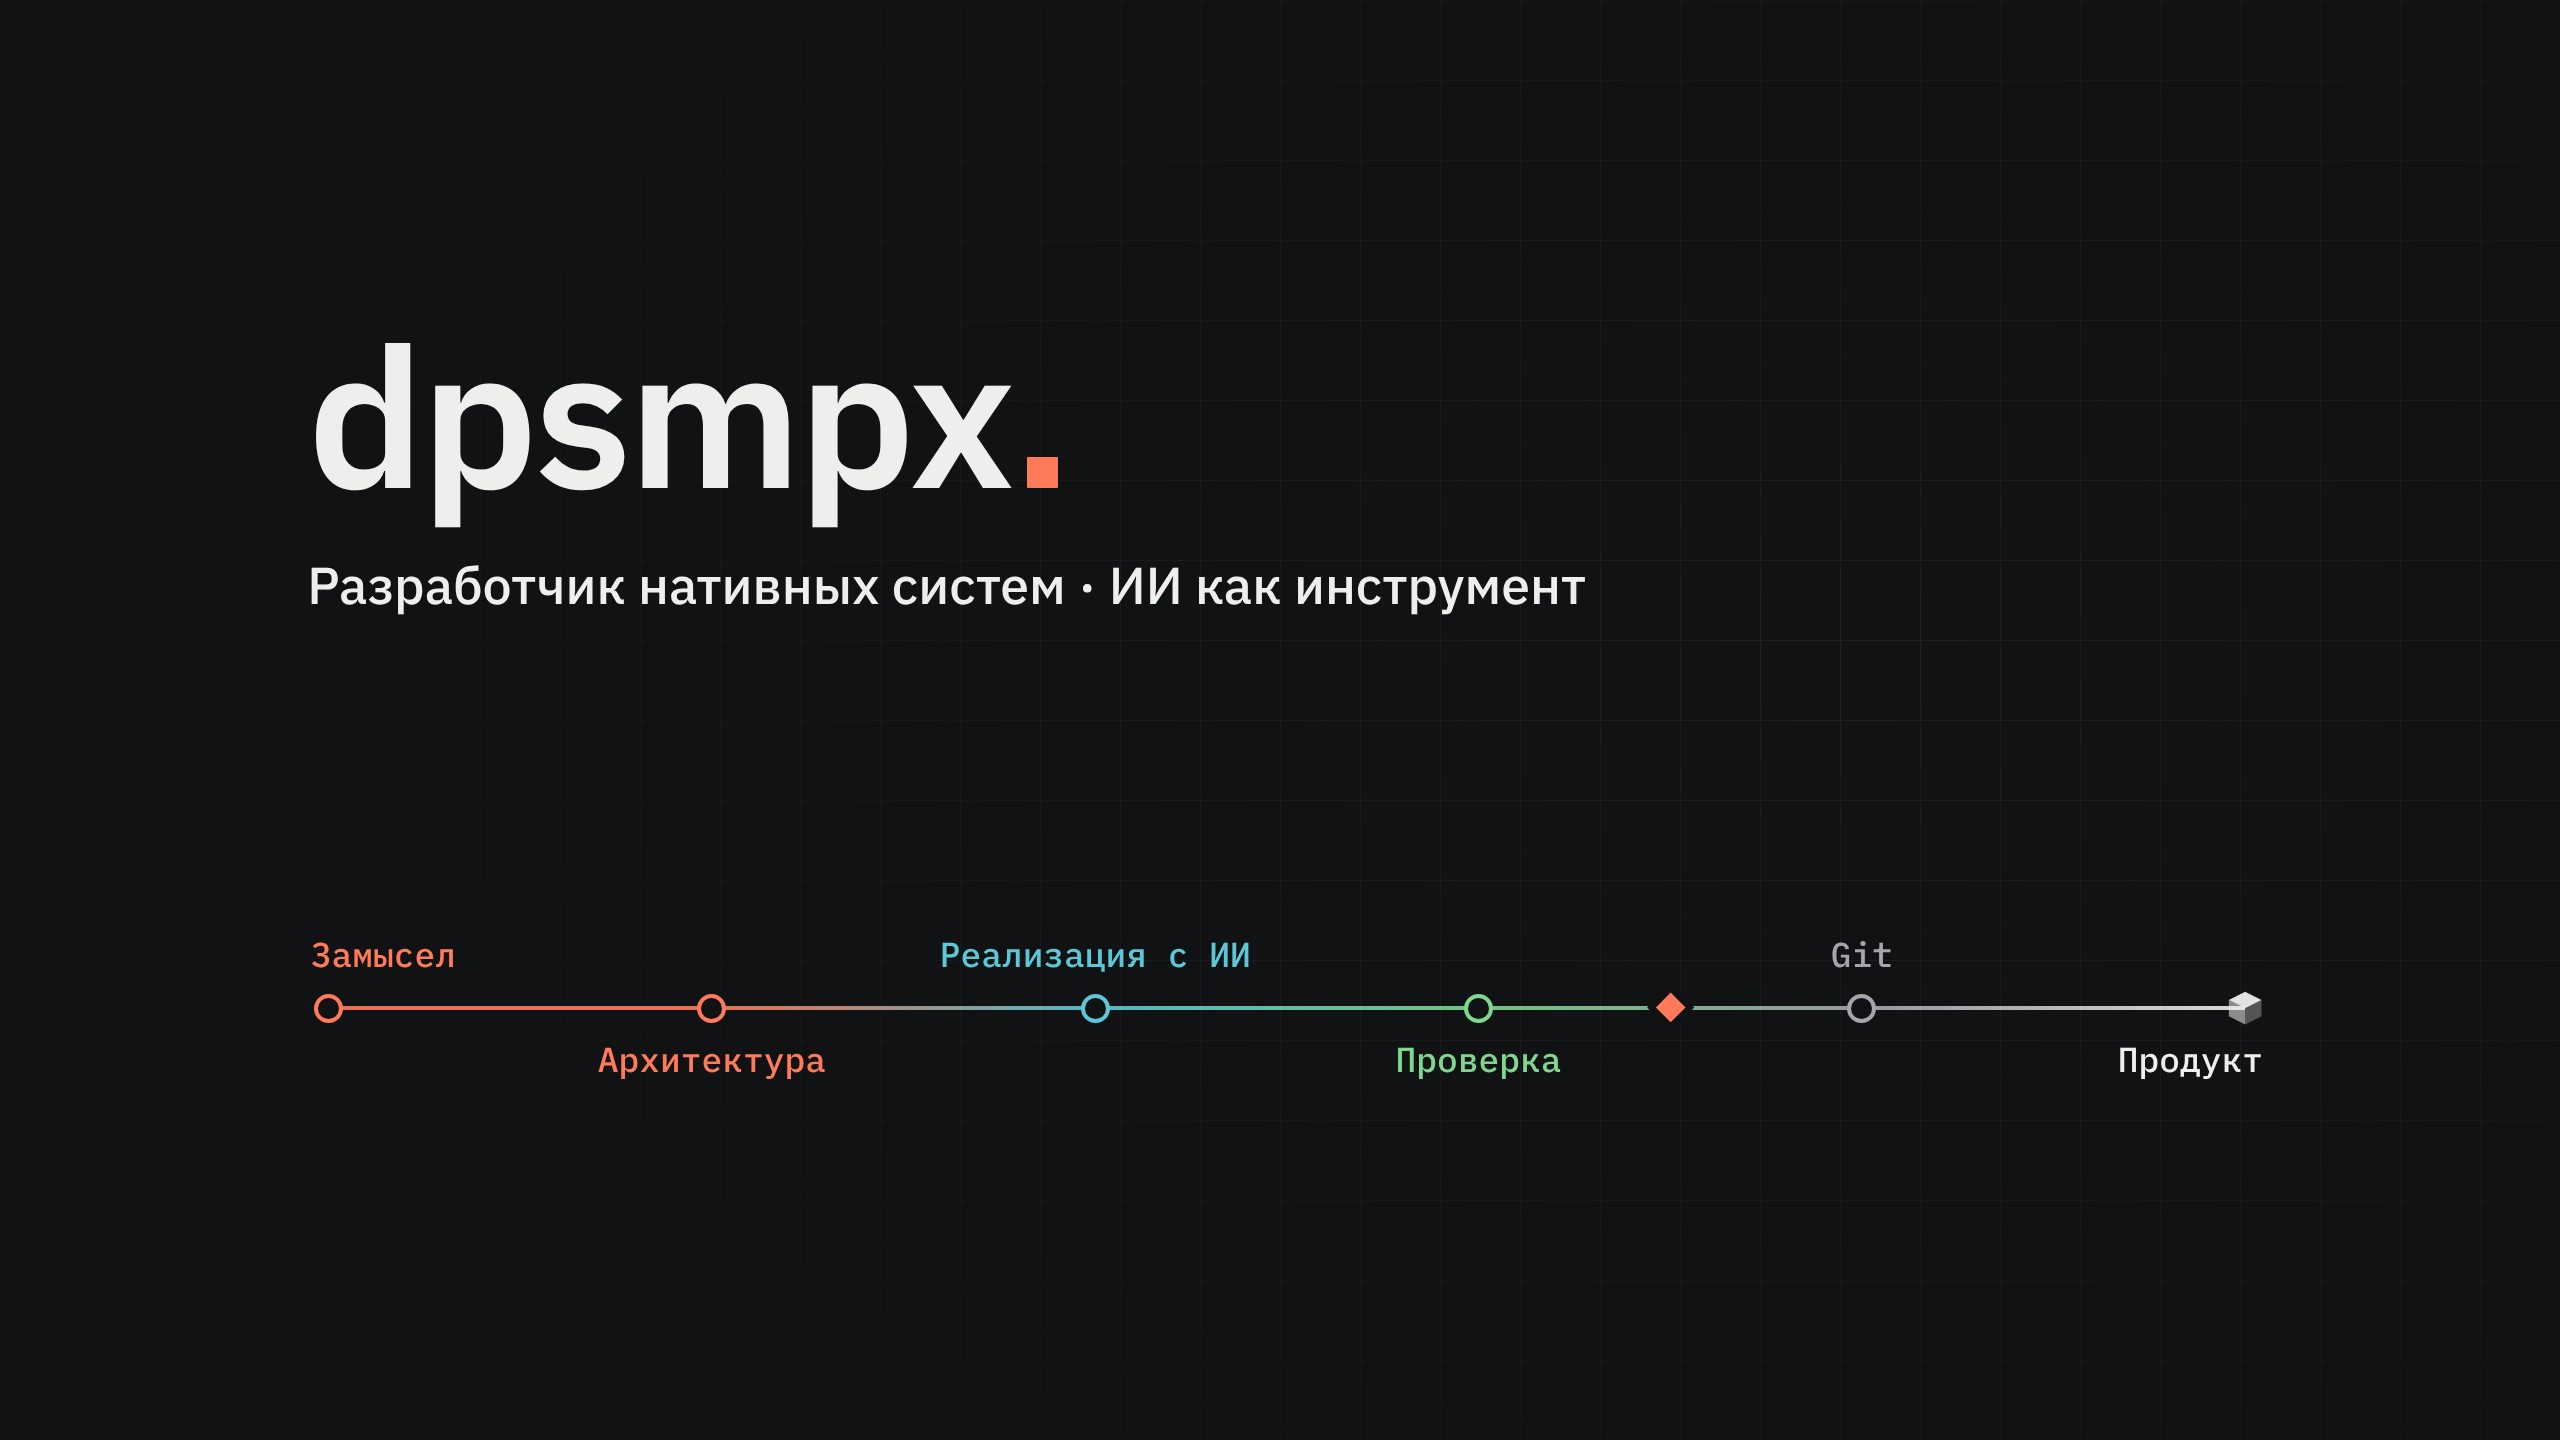 dpsmpx.
Разработчик нативных систем · ИИ как инструмент
Замысел
Архитектура
Реализация с ИИ
Проверка
Git
Продукт